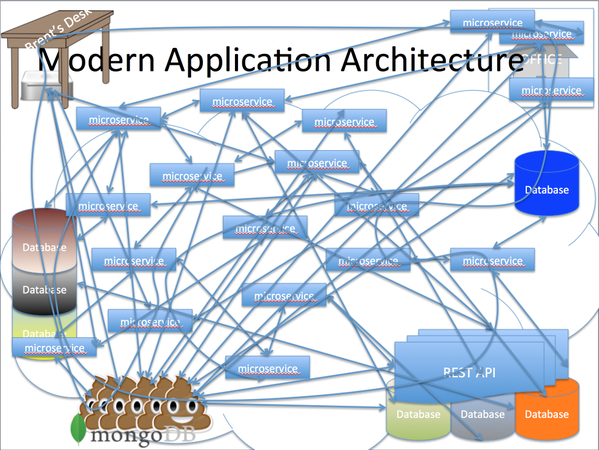 microservice
Brent's Desk
microservice
Modern Application Architecture
OFFICE
microservice
microservice
microservice
microservice
microservice
microservice
Database
microservice
microservice
microservice
Database
microservice
microservice
microservice
Database
microservice
microservice
Database
microservice
microservice
REST API
Database
Database
Database
mongoDB